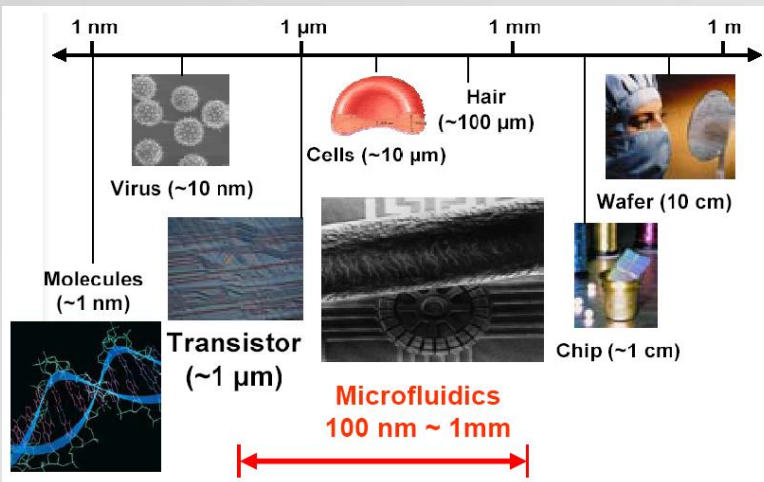 1 nm
1 µm
1 mm
1 m
Virus (~10 nm)
Cells (~10 µm)
Hair
(~100 µm)
Wafer (10 cm)
Molecules
(~1 nm)
Transistor
(~1 µm)
Chip (~1 cm)
Microfluidics
100 nm ~ 1mm